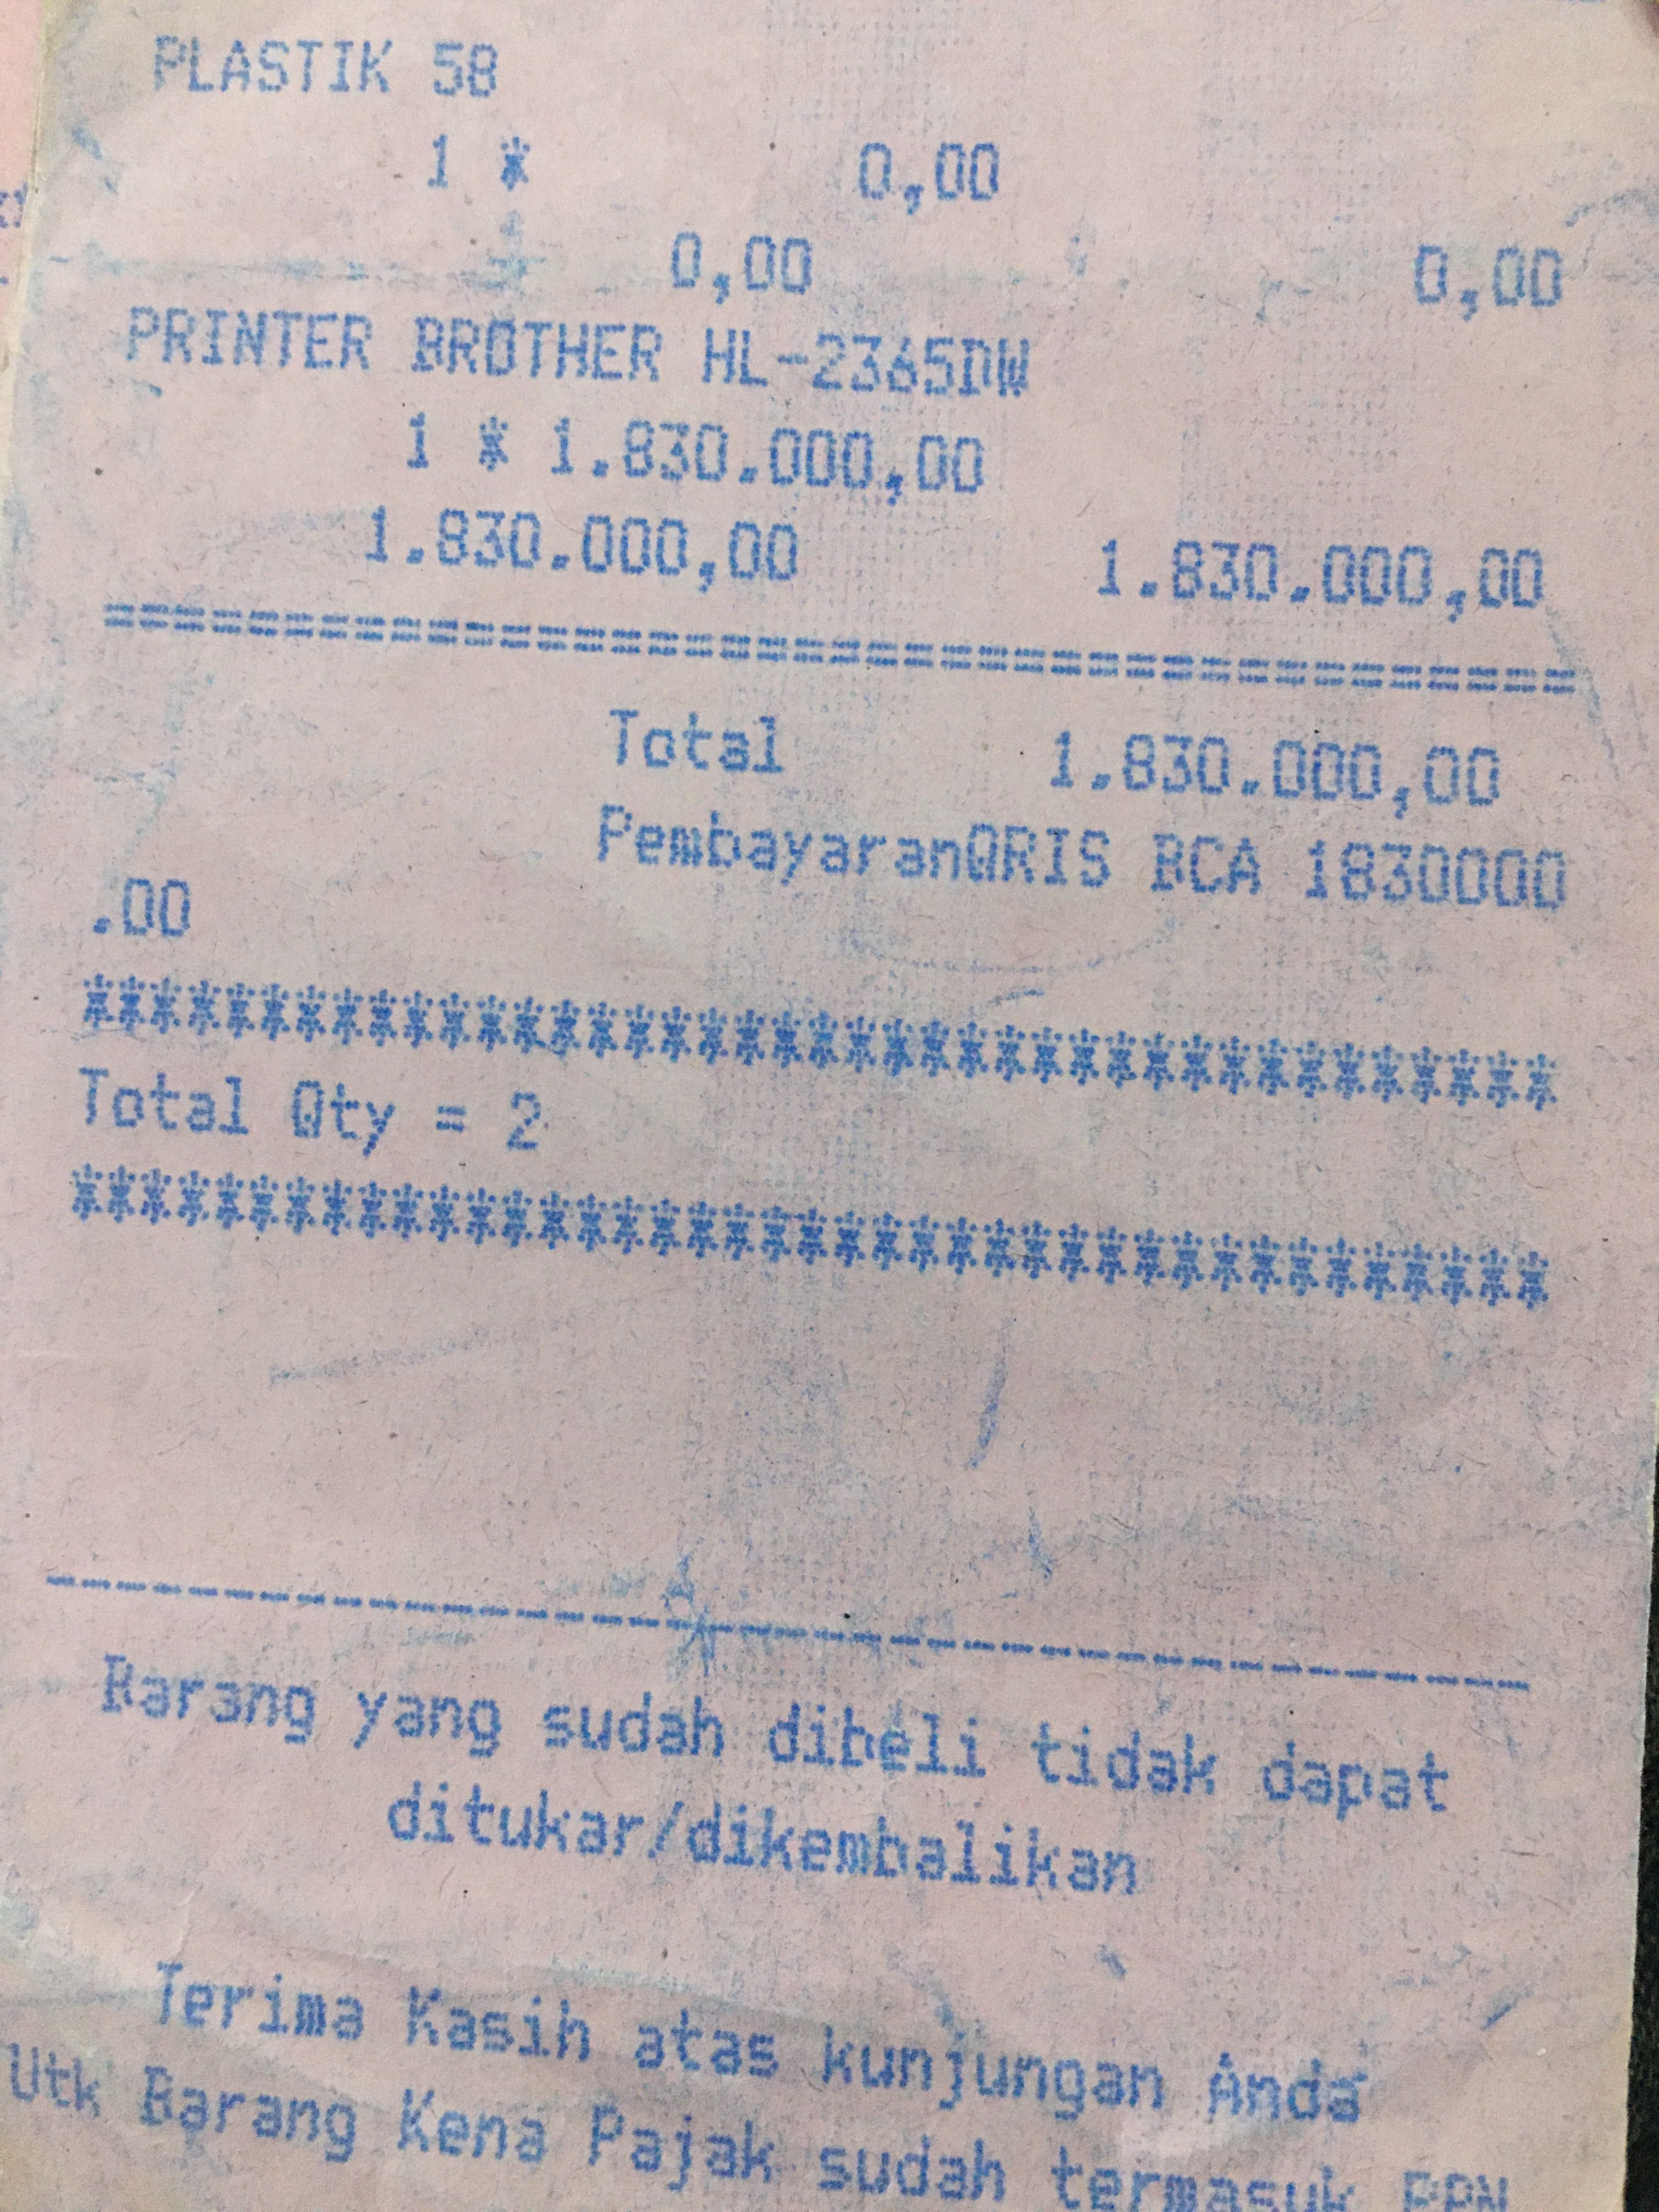 PLASTIK 58
1 * 0,00
0,00 0,00
PRINTER BROTHER HL-2365DW
1 * 1.830.000,00
1.830.000,00 1.830.000,00
========================================
Total 1.830.000,00
PembayaranQRIS BCA 1830000
.00
****************************************
Total Qty = 2
****************************************
----------------------------------------
Barang yang sudah dibeli tidak dapat
ditukar/dikembalikan
Terima Kasih atas kunjungan Anda
Utk Barang Kena Pajak sudah termasuk PPN